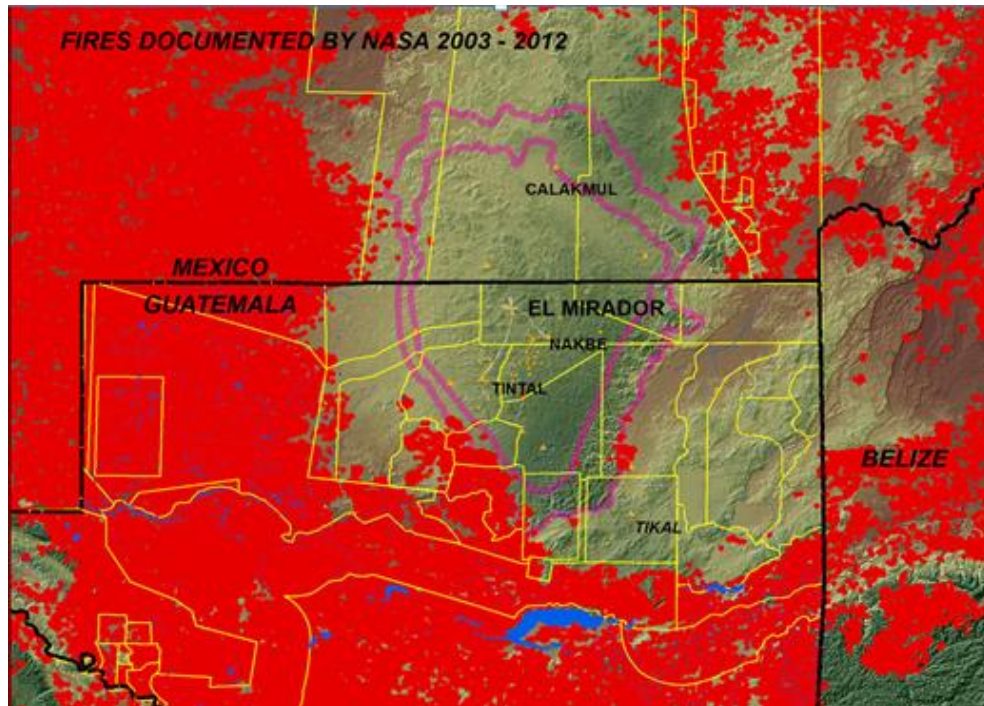 FIRES DOCUMENTED BY NASA 2003 - 2012
CALAKMUL
MEXICO
GUATEMALA
EL MIRADOR
NAKBE
TINTAL
BELIZE
TIKAL